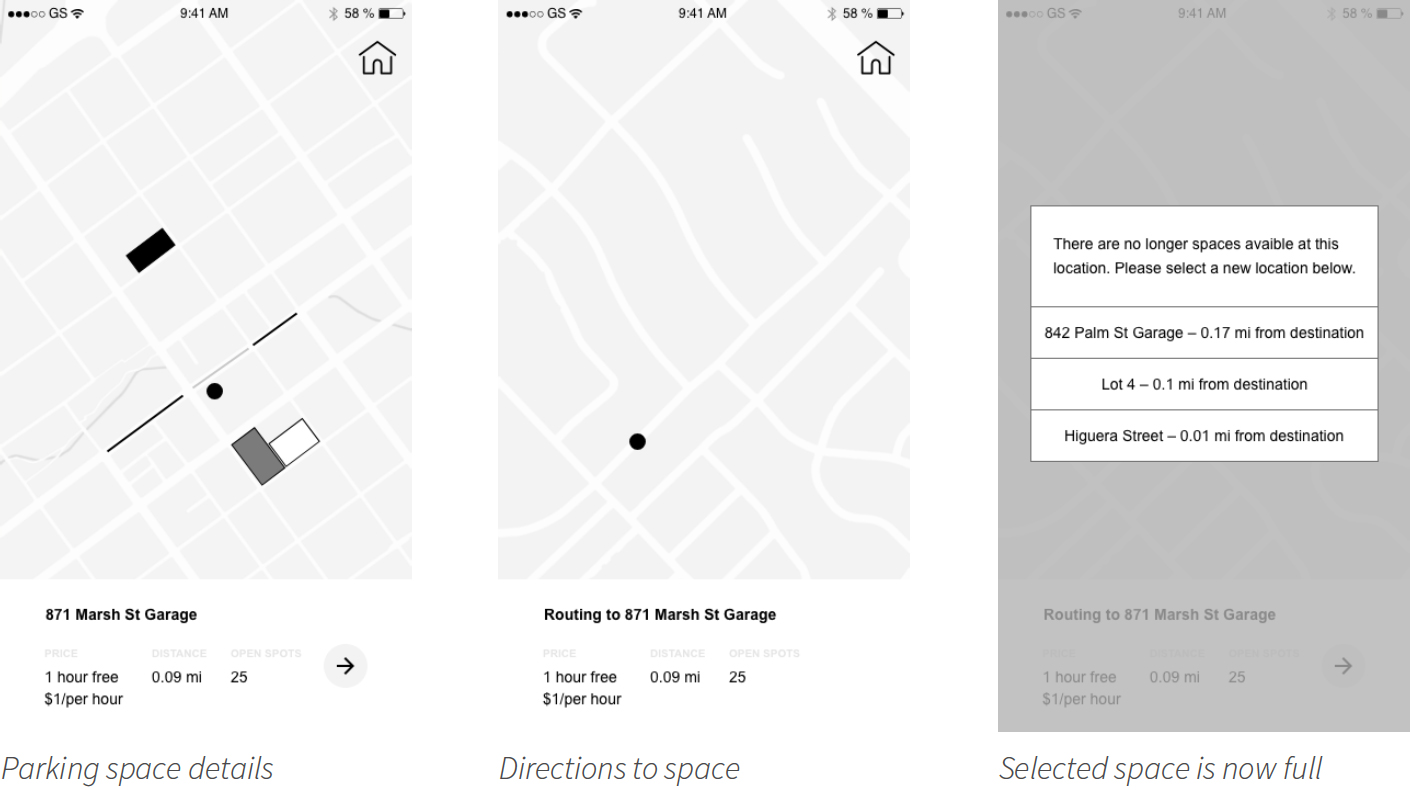 GS 9:41 AM 58 %
871 Marsh St Garage
PRICE DISTANCE OPEN SPOTS
1 hour free 0.09 mi 25
$1/per hour
Parking space details
GS 9:41 AM 58 %
Routing to 871 Marsh St Garage
PRICE DISTANCE OPEN SPOTS
1 hour free 0.09 mi 25
$1/per hour
Directions to space
GS 9:41 AM 58 %
There are no longer spaces avaible at this
location. Please select a new location below.
842 Palm St Garage – 0.17 mi from destination
Lot 4 – 0.1 mi from destination
Higuera Street – 0.01 mi from destination
Routing to 871 Marsh St Garage
PRICE DISTANCE OPEN SPOTS
1 hour free 0.09 mi 25
$1/per hour
Selected space is now full